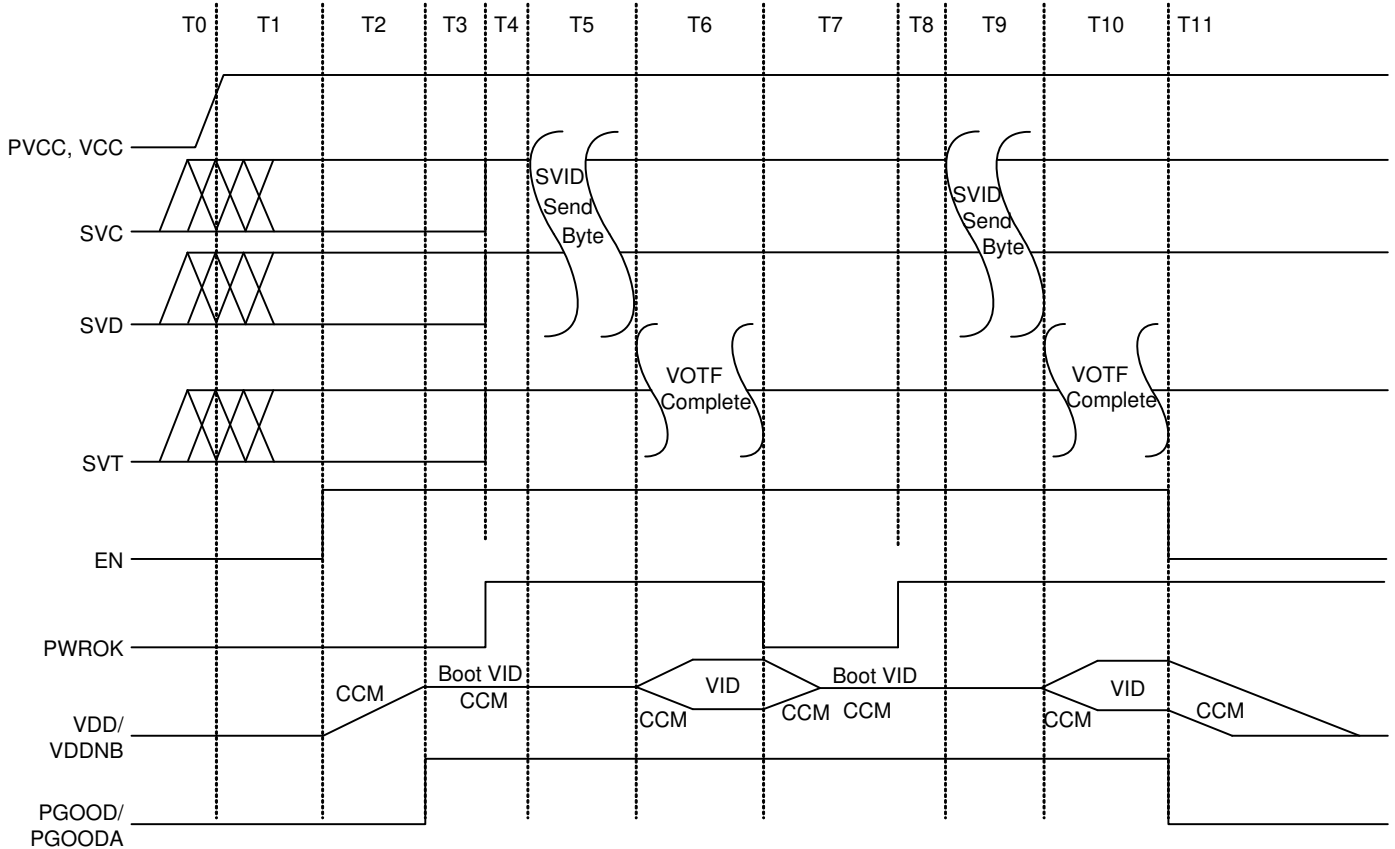 T0 T1 T2 T3 T4 T5 T6 T7 T8 T9 T10 T11
PVCC, VCC
SVC
SVID
Send
Byte
SVID
Send
Byte
SVD
VOTF
Complete
VOTF
Complete
SVT
EN
PWROK
VDD/
VDDNB
CCM
Boot VID
CCM
CCM
VID
CCM
Boot VID
CCM
CCM
VID
CCM
PGOOD/
PGOODA